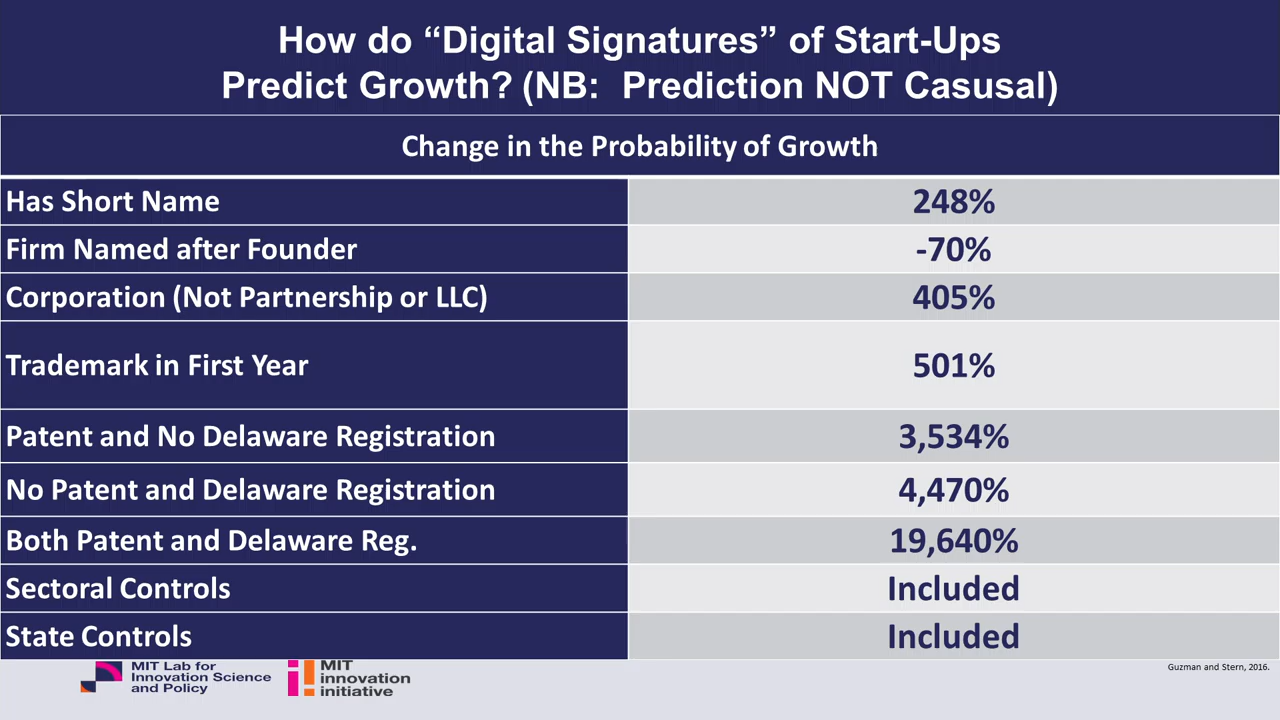 How do “Digital Signatures” of Start-Ups
Predict Growth? (NB:  Prediction NOT Casusal)
Change in the Probability of Growth
Has Short Name 248%
Firm Named after Founder -70%
Corporation (Not Partnership or LLC) 405%
Trademark in First Year 501%
Patent and No Delaware Registration 3,534%
No Patent and Delaware Registration 4,470%
Both Patent and Delaware Reg. 19,640%
Sectoral Controls Included
State Controls Included
MIT Lab for
Innovation Science
and Policy
MIT
innovation
initiative
Guzman and Stern, 2016.